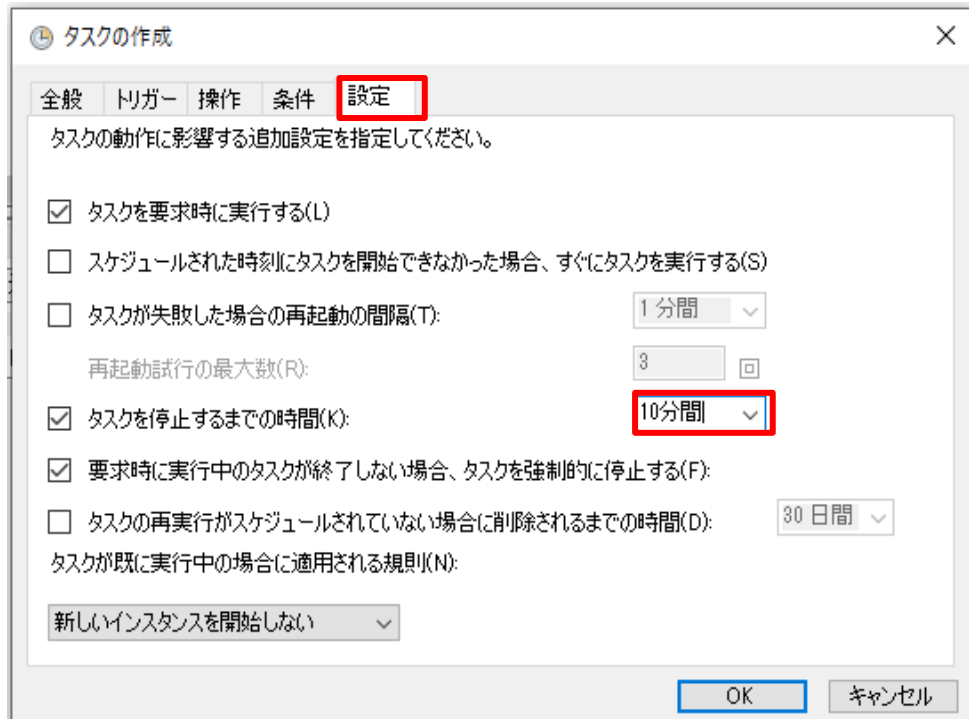 タスクの作成
全般 トリガー 操作 条件 設定
タスクの動作に影響する追加設定を指定してください。
タスクを要求時に実行する(L)
スケジュールされた時刻にタスクを開始できなかった場合、すぐにタスクを実行する(S)
タスクが失敗した場合の再起動の間隔(T): 1 分間
再起動試行の最大数(R): 3 回
タスクを停止するまでの時間(K): 10分間
要求時に実行中のタスクが終了しない場合、タスクを強制的に停止する(F):
タスクの再実行がスケジュールされていない場合に削除されるまでの時間(D): 30 日間
タスクが既に実行中の場合に適用される規則(N):
新しいインスタンスを開始しない
OK キャンセル